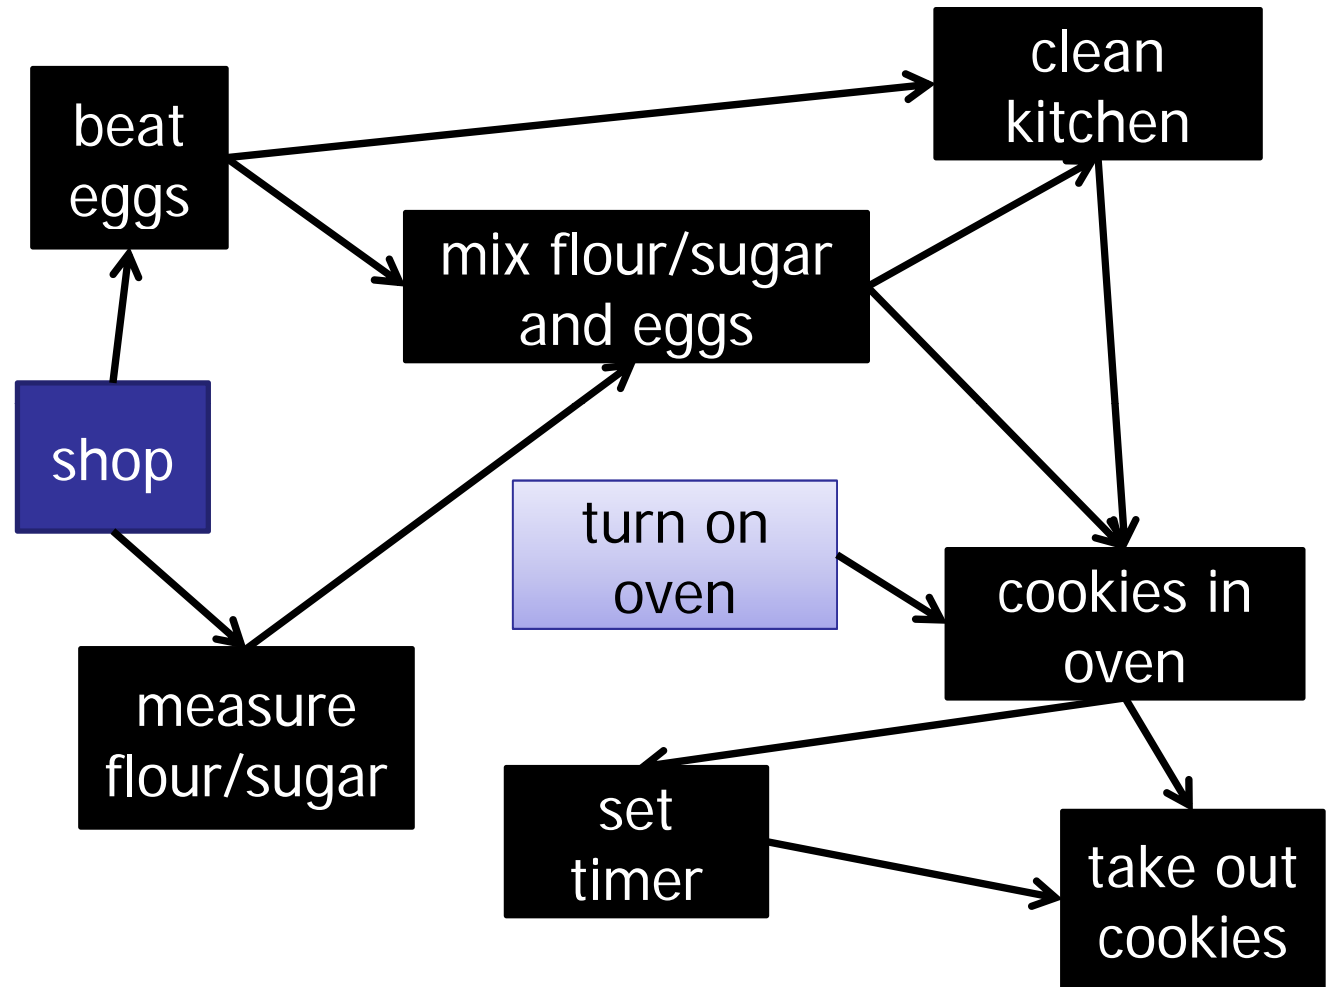 clean
kitchen
beat
eggs
mix flour/sugar
and eggs
shop
turn on
oven
cookies in
oven
measure
flour/sugar
set
timer
take out
cookies